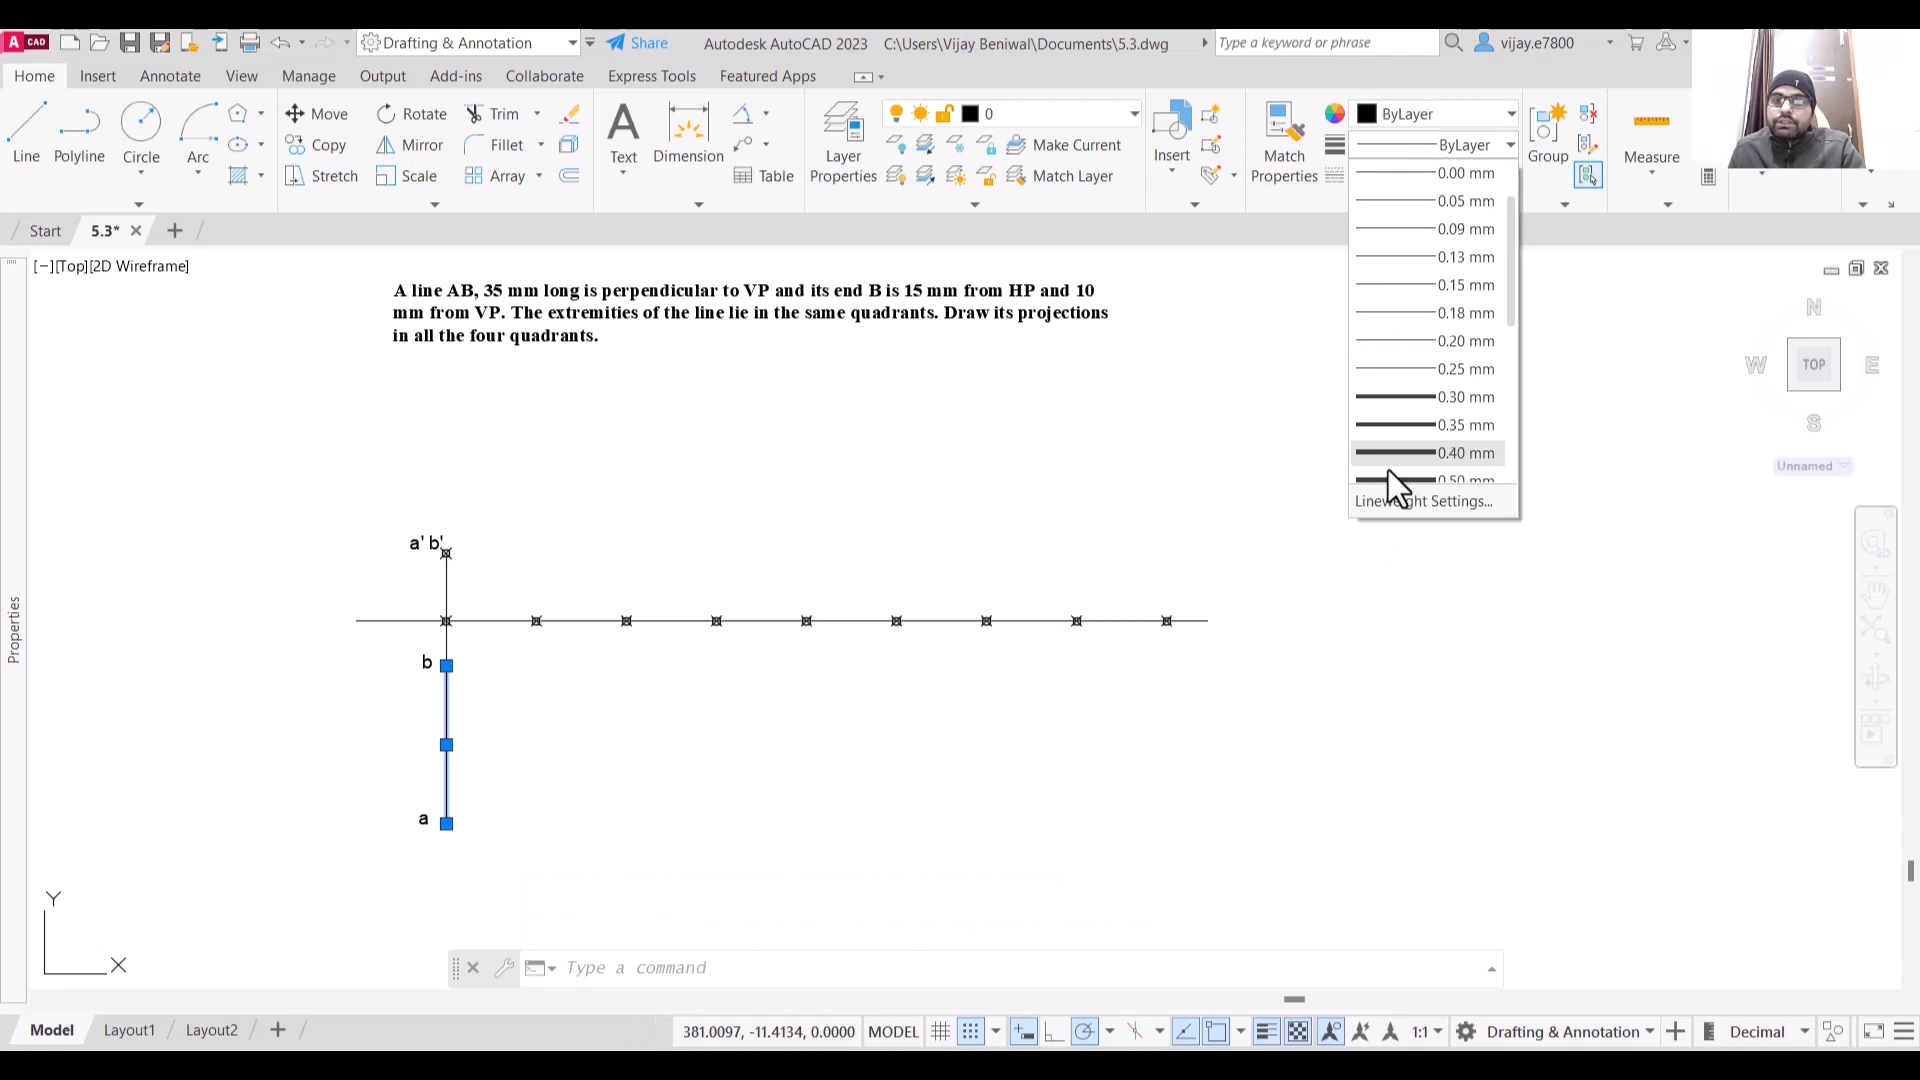 A CAD
Drafting & Annotation
Share
Autodesk AutoCAD 2023 C:\Users\Vijay Beniwal\Documents\5.3.dwg
Type a keyword or phrase
vijay.e7800
Home Insert Annotate View Manage Output Add-ins Collaborate Express Tools Featured Apps
Line
Polyline
Circle
Arc
Move
Rotate
Trim
Copy
Mirror
Fillet
Stretch
Scale
Array
Text
Dimension
Table
Layer
Properties
0
Make Current
Match Layer
Insert
Match
Properties
ByLayer
ByLayer
Group
Measure
0.00 mm
0.05 mm
0.09 mm
0.13 mm
0.15 mm
0.18 mm
0.20 mm
0.25 mm
0.30 mm
0.35 mm
0.40 mm
0.50 mm
Lineweight Settings...
Start 5.3*
[−][Top][2D Wireframe]
A line AB, 35 mm long is perpendicular to VP and its end B is 15 mm from HP and 10
mm from VP. The extremities of the line lie in the same quadrants. Draw its projections
in all the four quadrants.
N
W TOP E
S
Unnamed
Properties
a' b'
b
a
Y
X
Type a command
Model Layout1 Layout2
381.0097, -11.4134, 0.0000 MODEL
1:1
Drafting & Annotation
Decimal